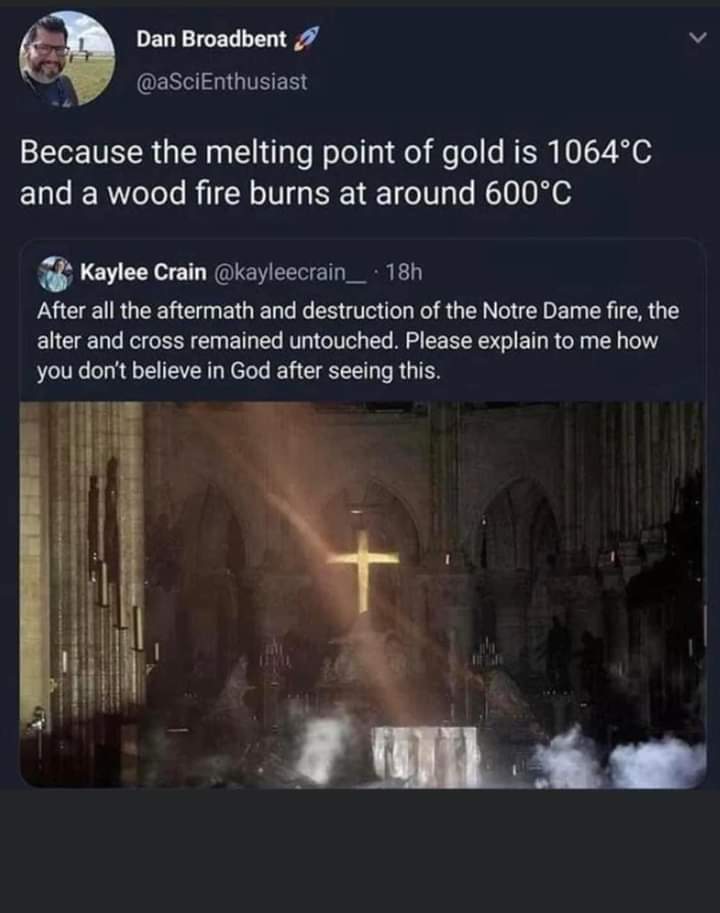 Dan Broadbent 🚀
@aSciEnthusiast
Because the melting point of gold is 1064°C
and a wood fire burns at around 600°C
Kaylee Crain @kayleecrain__ · 18h
After all the aftermath and destruction of the Notre Dame fire, the
alter and cross remained untouched. Please explain to me how
you don't believe in God after seeing this.